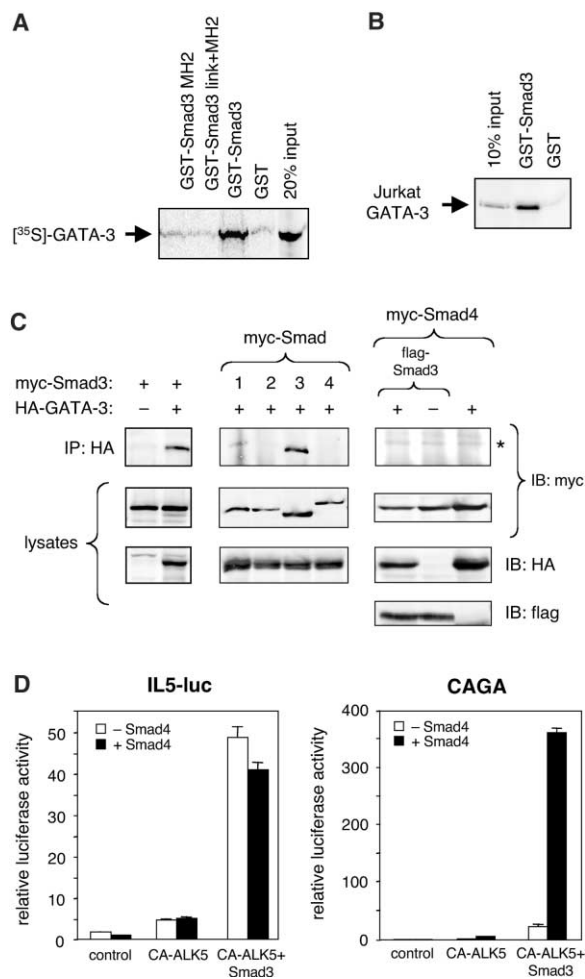 A
GST-Smad3 MH2
GST-Smad3 link+MH2
GST-Smad3
GST
20% input
[³⁵S]-GATA-3
B
10% input
GST-Smad3
GST
Jurkat
GATA-3
C
myc-Smad4
myc-Smad
flag-
Smad3
myc-Smad3: + + 1 2 3 4
HA-GATA-3: – + + + + + + – +
IP: HA
*
IB: myc
lysates
IB: HA
IB: flag
D
IL5-luc
– Smad4
+ Smad4
relative luciferase activity
50
40
30
20
10
0
control CA-ALK5 CA-ALK5+
Smad3
CAGA
– Smad4
+ Smad4
relative luciferase activity
400
300
200
100
0
control CA-ALK5 CA-ALK5+
Smad3